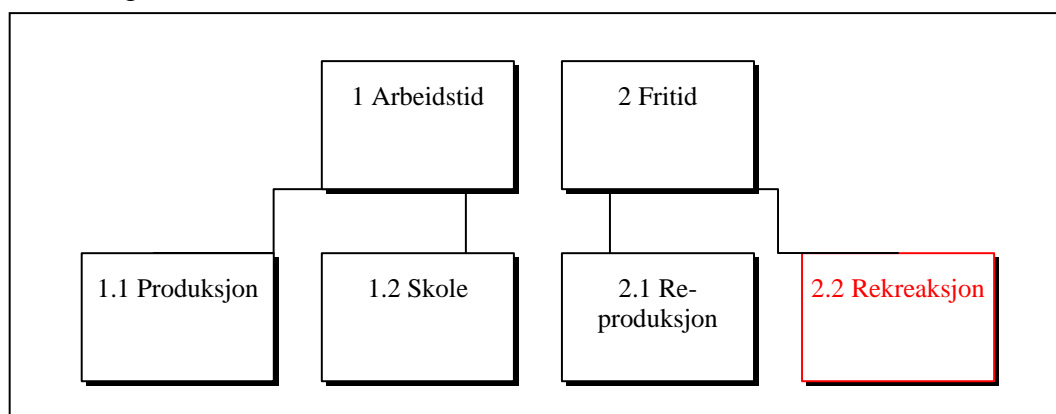 1 Arbeidstid
2 Fritid
1.1 Produksjon
1.2 Skole
2.1 Re-
produksjon
2.2 Rekreaksjon